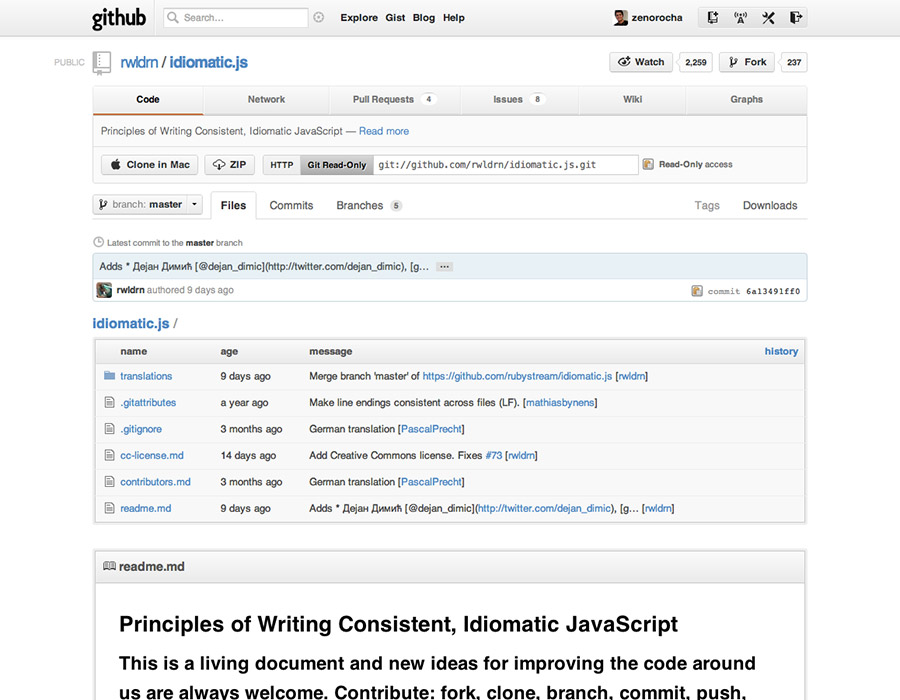 github Search... Explore Gist Blog Help zenorocha
PUBLIC rwldrn / idiomatic.js Watch 2,259 Fork 237
Code Network Pull Requests 4 Issues 8 Wiki Graphs
Principles of Writing Consistent, Idiomatic JavaScript — Read more
Clone in Mac ZIP HTTP Git Read-Only git://github.com/rwldrn/idiomatic.js.git Read-Only access
branch: master Files Commits Branches 5 Tags Downloads
Latest commit to the master branch
Adds * Дејан Димић [@dejan_dimic](http://twitter.com/dejan_dimic), [g… …
rwldrn authored 9 days ago commit 6a13491ff0
idiomatic.js /
name age message history
translations 9 days ago Merge branch 'master' of https://github.com/rubystream/idiomatic.js [rwldrn]
.gitattributes a year ago Make line endings consistent across files (LF). [mathiasbynens]
.gitignore 3 months ago German translation [PascalPrecht]
cc-license.md 14 days ago Add Creative Commons license. Fixes #73 [rwldrn]
contributors.md 3 months ago German translation [PascalPrecht]
readme.md 9 days ago Adds * Дејан Димић [@dejan_dimic](http://twitter.com/dejan_dimic), [g… [rwldrn]
readme.md
Principles of Writing Consistent, Idiomatic JavaScript
This is a living document and new ideas for improving the code around
us are always welcome. Contribute: fork, clone, branch, commit, push,